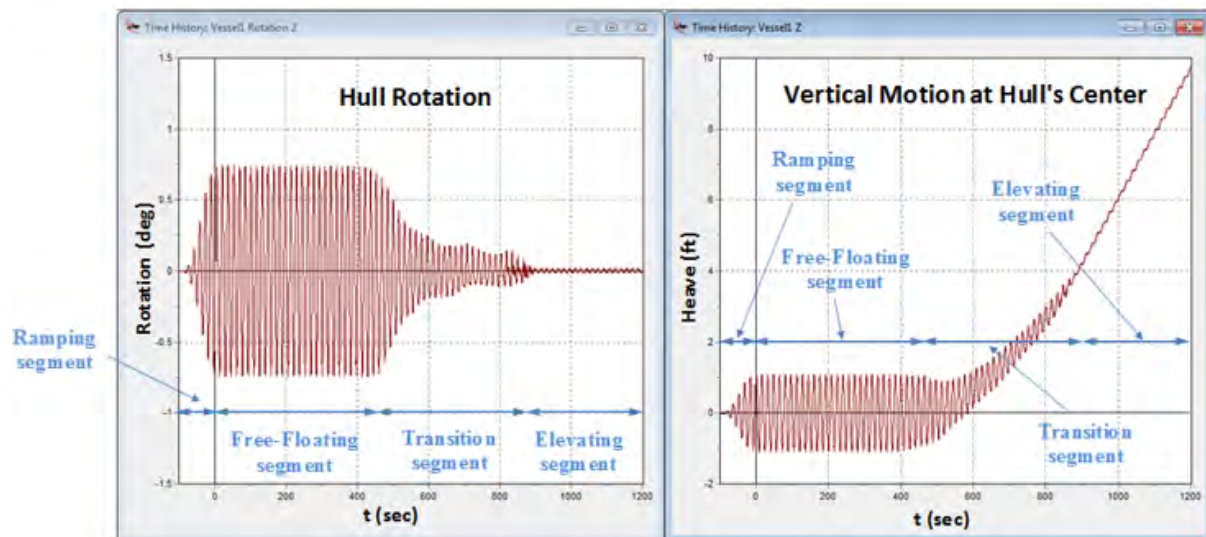 Time History: Vessel1 Rotation 2
Hull Rotation
1.5
1
0.5
0
-0.5
-1
-1.5
Rotation (deg)
Ramping
segment
Free-Floating
segment
Transition
segment
Elevating
segment
0
200
400
600
800
1000
1200
t (sec)
Time History: Vessel1 Z
Vertical Motion at Hull's Center
10
8
6
4
2
0
-2
Heave (ft)
Ramping
segment
Free-Floating
segment
Elevating
segment
Transition
segment
0
200
400
600
800
1000
1200
t (sec)